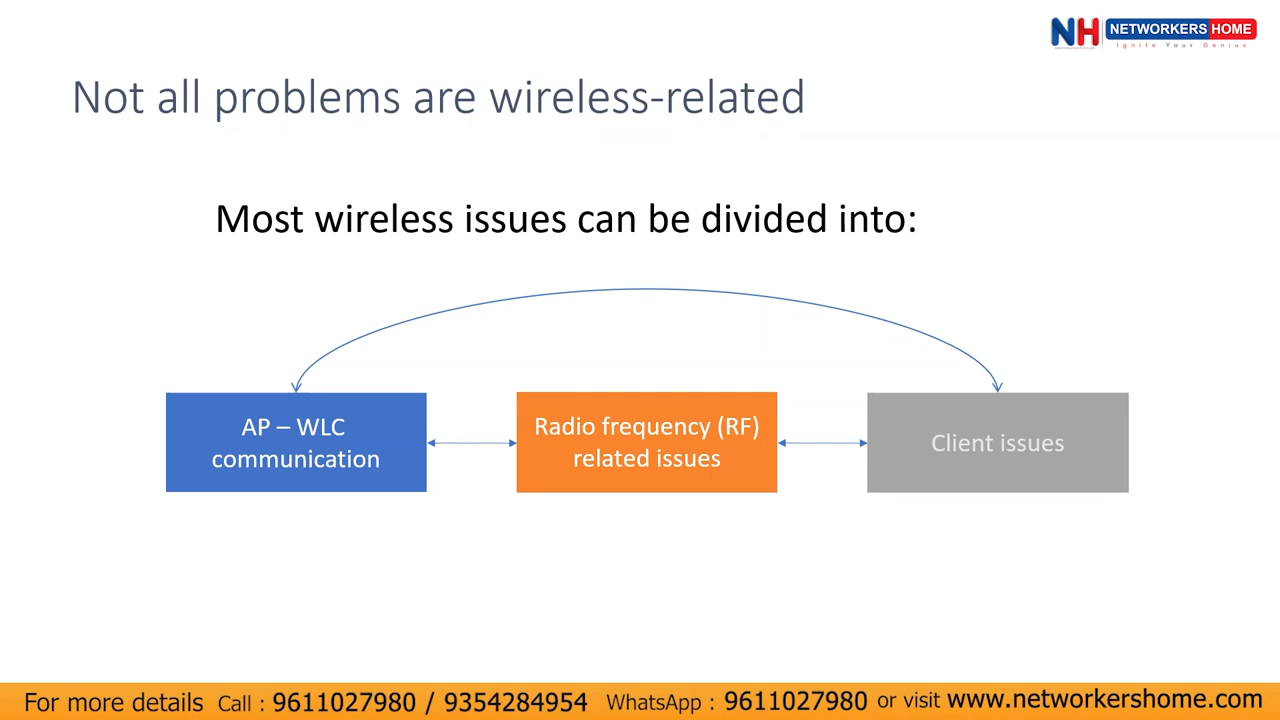 NH NETWORKERS HOME
Ignite Your Genius
Not all problems are wireless-related
Most wireless issues can be divided into:
AP – WLC
communication
Radio frequency (RF)
related issues
Client issues
For more details Call : 9611027980 / 9354284954 WhatsApp : 9611027980 or visit www.networkershome.com